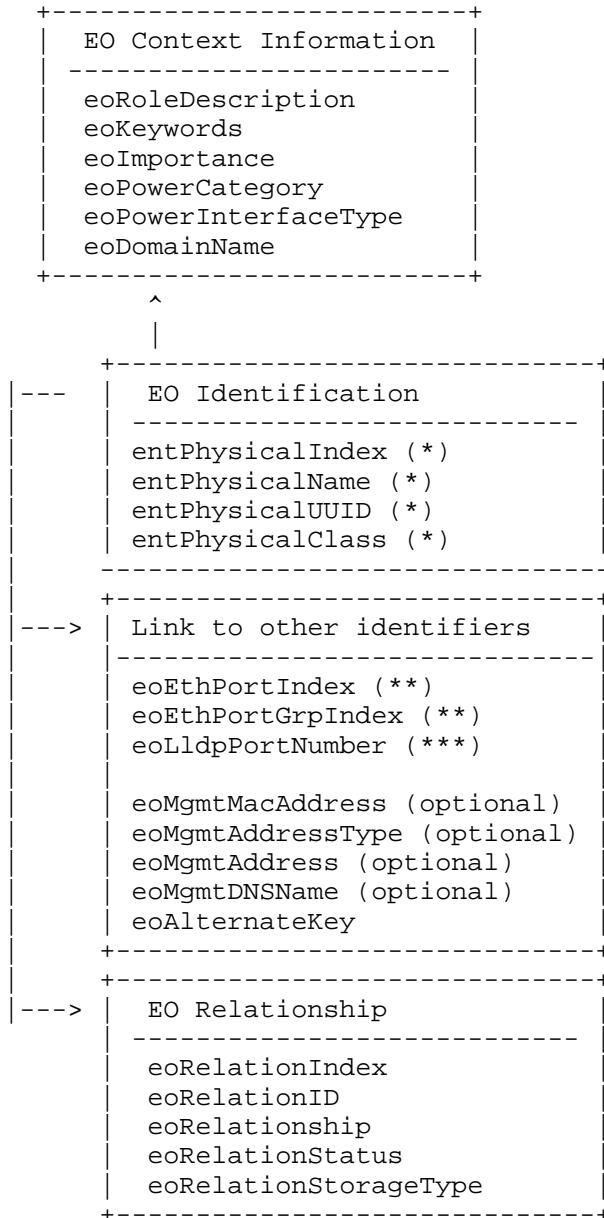 EO Context Information
eoRoleDescription
eoKeywords
eoImportance
eoPowerCategory
eoPowerInterfaceType
eoDomainName
EO Identification
entPhysicalIndex (*)
entPhysicalName (*)
entPhysicalUUID (*)
entPhysicalClass (*)
Link to other identifiers
eoEthPortIndex (**)
eoEthPortGrpIndex (**)
eoLldpPortNumber (***)
eoMgmtMacAddress (optional)
eoMgmtAddressType (optional)
eoMgmtAddress (optional)
eoMgmtDNSName (optional)
eoAlternateKey
EO Relationship
eoRelationIndex
eoRelationID
eoRelationship
eoRelationStatus
eoRelationStorageType